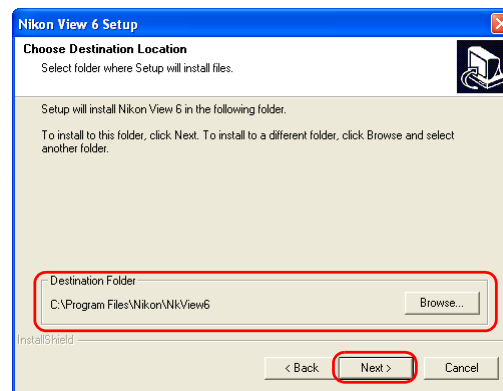 Nikon View 6 Setup
Choose Destination Location
Select folder where Setup will install files.
Setup will install Nikon View 6 in the following folder.
To install to this folder, click Next. To install to a different folder, click Browse and select
another folder.
Destination Folder
C:\Program Files\Nikon\NkView6
Browse...
InstallShield
< Back
Next >
Cancel